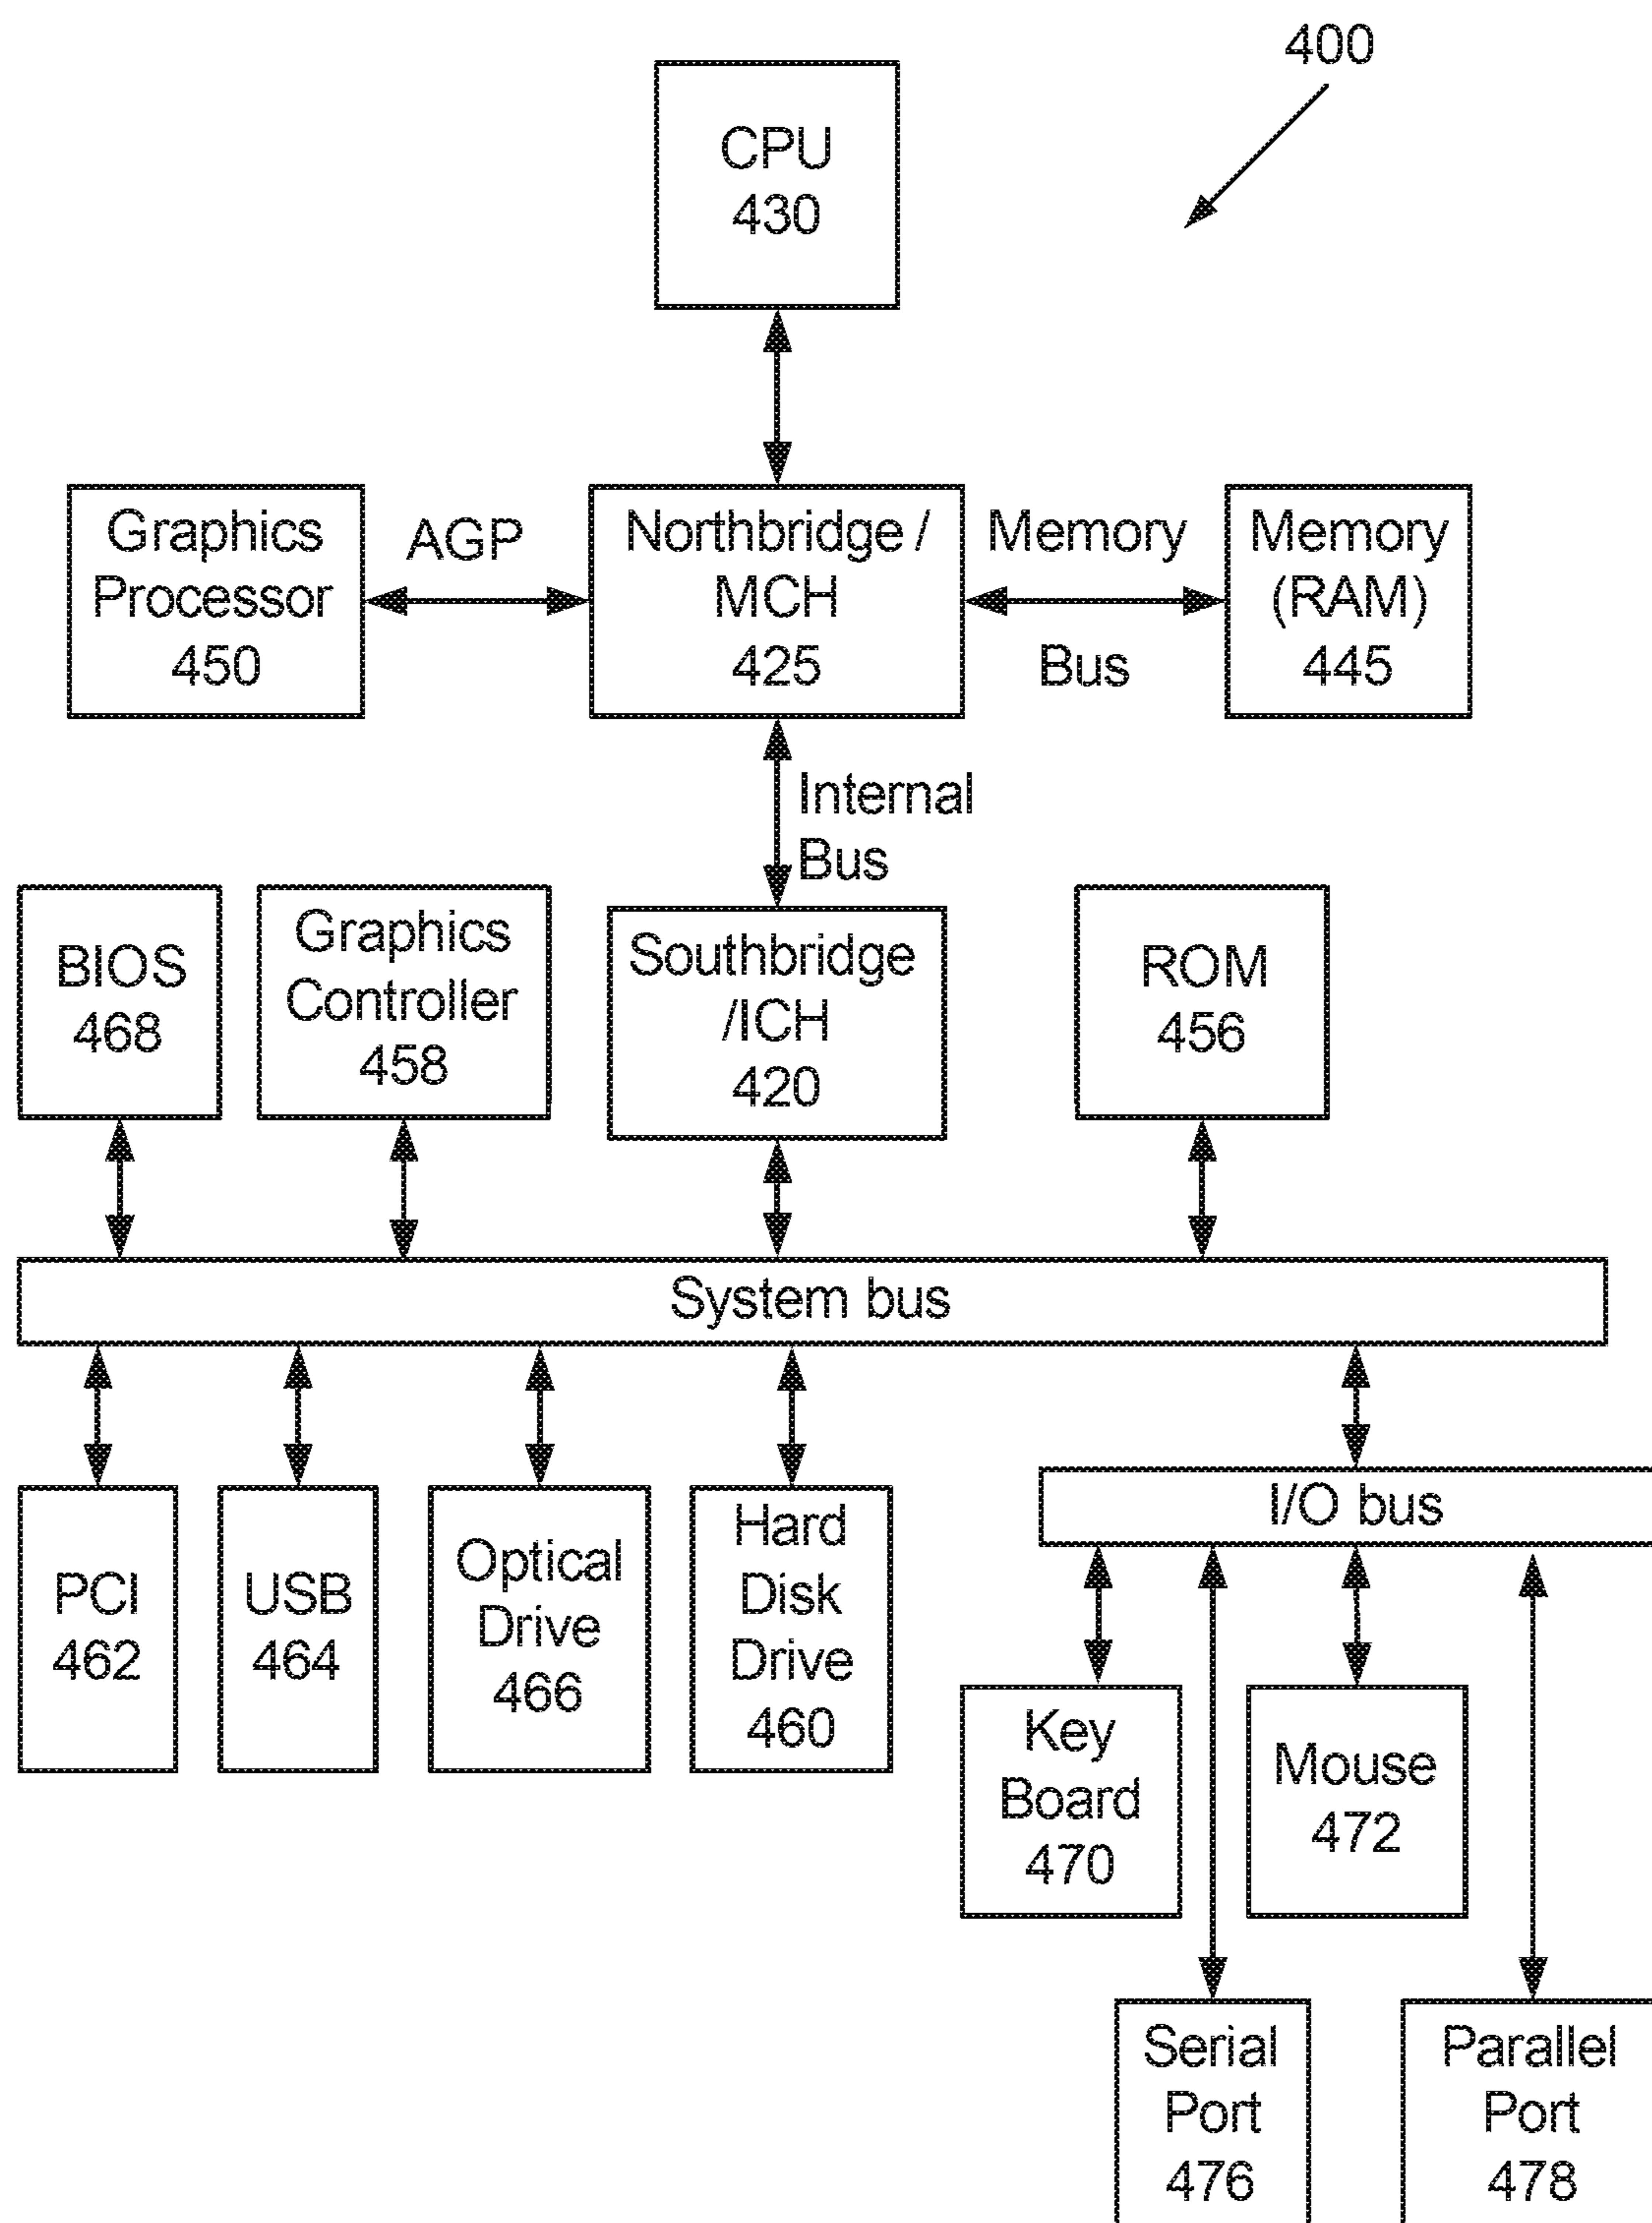 400
CPU
430
Graphics
Processor
450
AGP
Northbridge /
MCH
425
Memory
Bus
Memory
(RAM)
445
Internal
Bus
BIOS
468
Graphics
Controller
458
Southbridge
/ICH
420
ROM
456
System bus
PCI
462
USB
464
Optical
Drive
466
Hard
Disk
Drive
460
I/O bus
Key
Board
470
Mouse
472
Serial
Port
476
Parallel
Port
478